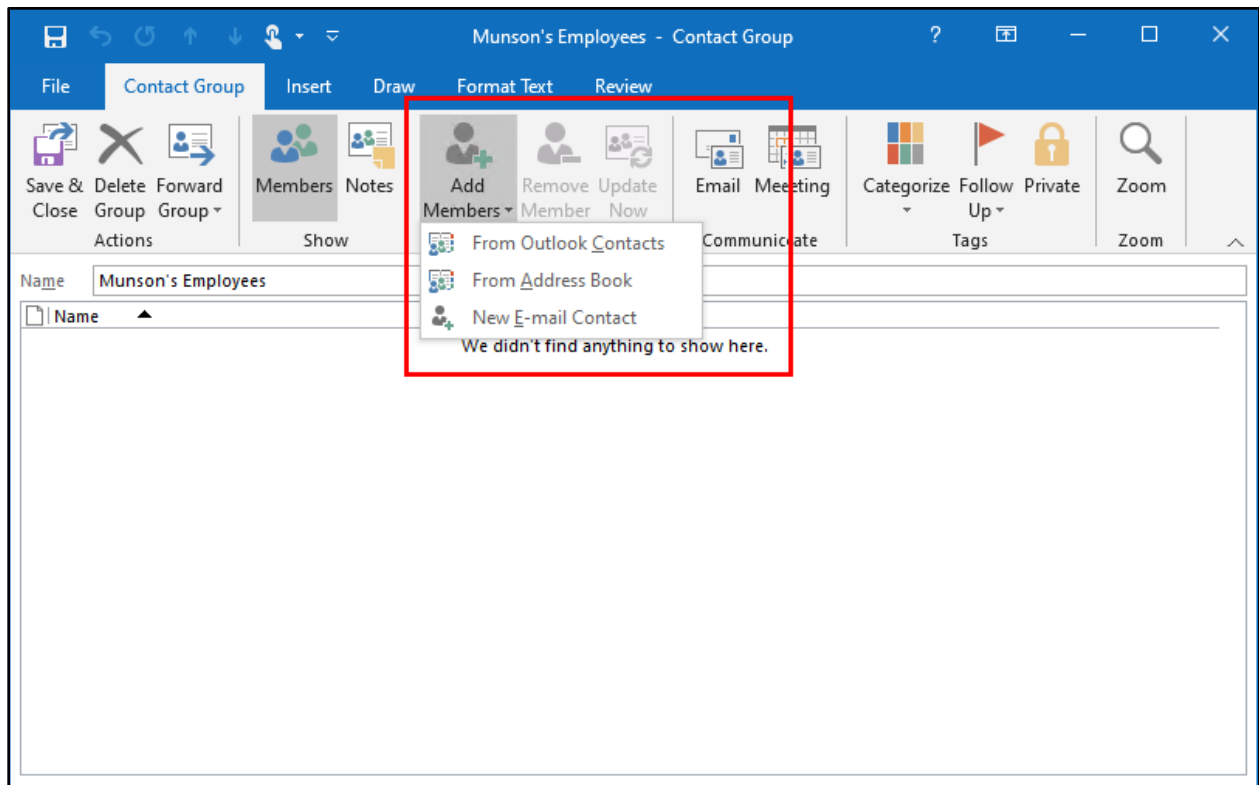 Munson's Employees - Contact Group ?
File Contact Group Insert Draw Format Text Review
Save & Close
Delete Group
Forward Group
Members
Notes
Add Members
Remove Member
Update Now
Email
Meeeting
Categorize
Follow Up
Private
Zoom
Actions Show Communicate Tags Zoom
From Outlook Contacts
From Address Book
New E-mail Contact
Name Munson's Employees
Name
We didn't find anything to show here.